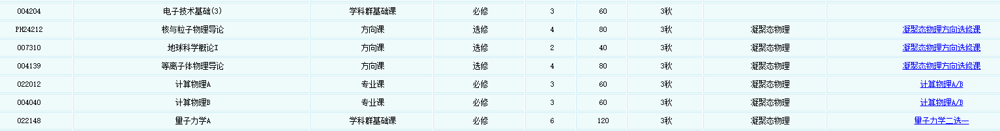 004204 电子技术基础(3) 学科群基础课 必修 3 60 3秋
PH24212 核与粒子物理导论 方向课 选修 4 80 3秋 凝聚态物理 凝聚态物理方向选修课
007310 地球科学概论I 方向课 选修 2 40 3秋 凝聚态物理 凝聚态物理方向选修课
004139 等离子体物理导论 方向课 选修 4 80 3秋 凝聚态物理 凝聚态物理方向选修课
022012 计算物理A 专业课 必修 3 60 3秋 凝聚态物理 计算物理A/B
004040 计算物理B 专业课 必修 3 60 3秋 凝聚态物理 计算物理A/B
022148 量子力学A 学科群基础课 必修 6 120 3秋 凝聚态物理 量子力学二选一